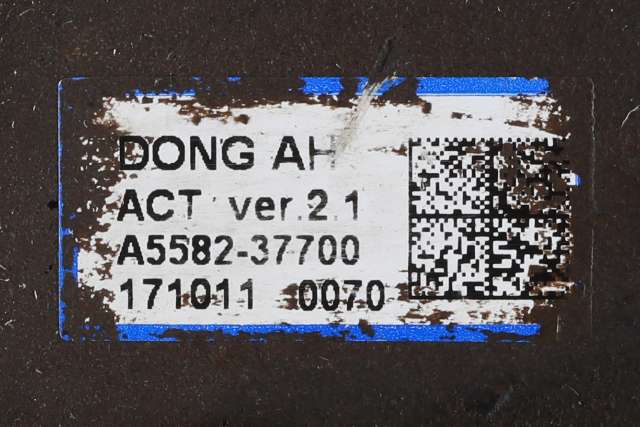 DONG AH
ACT ver.2.1
A5582-37700
171011 0070